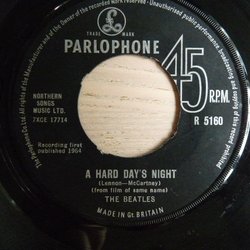 TRADE MARK
PARLOPHONE
45
R.P.M.
NORTHERN
SONGS
MUSIC LTD.
7XCE 17714
R 5160
Recording first
published 1964
A HARD DAY'S NIGHT
(Lennon—McCartney)
(from film of same name)
THE BEATLES
MADE IN GT. BRITAIN